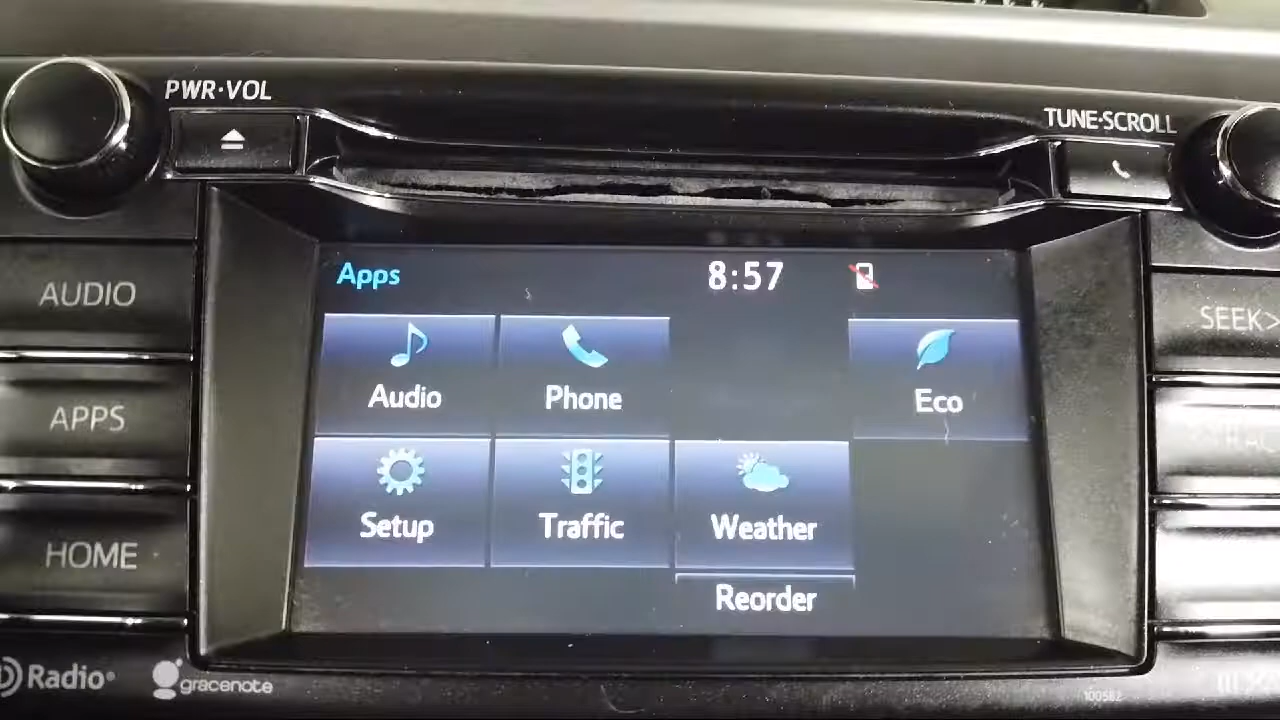 PWR·VOL
TUNE·SCROLL
AUDIO
APPS
HOME
SEEK>
Apps
8:57
Audio
Phone
Eco
Setup
Traffic
Weather
Reorder
Radio
gracenote
100582